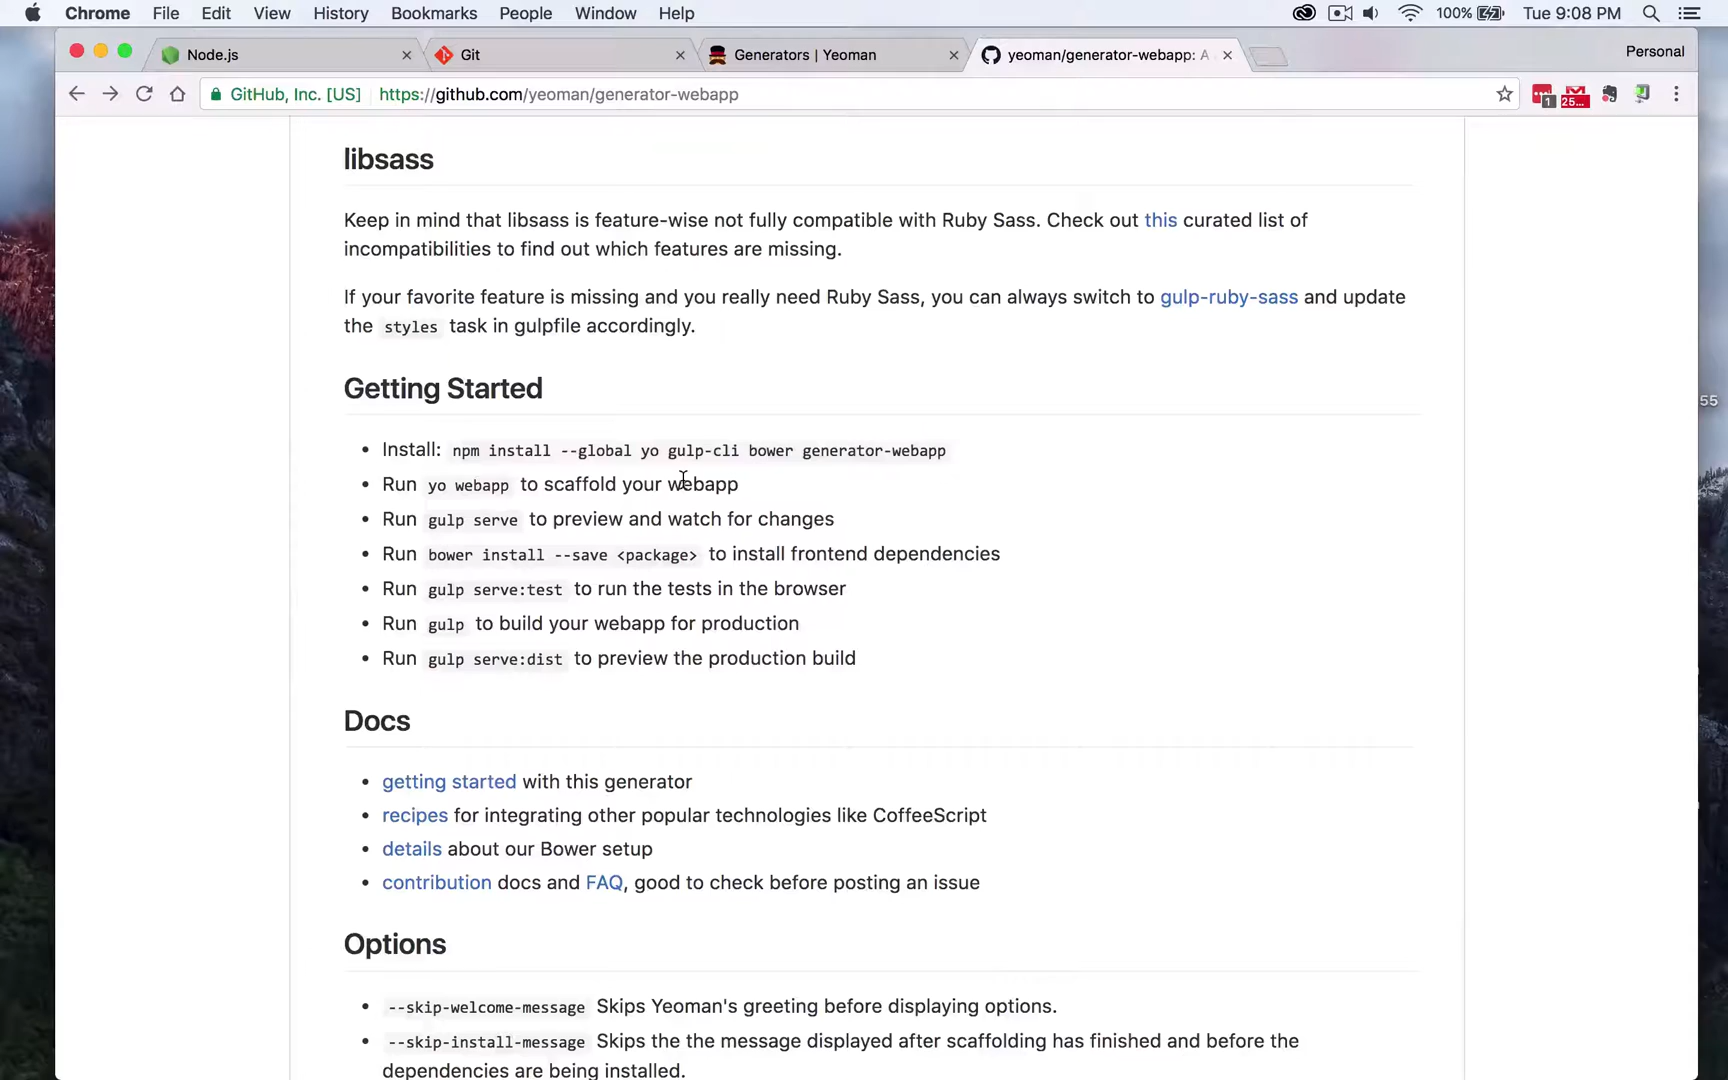 Chrome File Edit View History Bookmarks People Window Help 100% Tue 9:08 PM
Node.js Git Generators | Yeoman yeoman/generator-webapp: A Personal
GitHub, Inc. [US] https://github.com/yeoman/generator-webapp 1 25...
libsass
Keep in mind that libsass is feature-wise not fully compatible with Ruby Sass. Check out this curated list of
incompatibilities to find out which features are missing.
If your favorite feature is missing and you really need Ruby Sass, you can always switch to gulp-ruby-sass and update
the styles task in gulpfile accordingly.
55
Getting Started
• Install: npm install --global yo gulp-cli bower generator-webapp
• Run yo webapp to scaffold your webapp
• Run gulp serve to preview and watch for changes
• Run bower install --save <package> to install frontend dependencies
• Run gulp serve:test to run the tests in the browser
• Run gulp to build your webapp for production
• Run gulp serve:dist to preview the production build
Docs
• getting started with this generator
• recipes for integrating other popular technologies like CoffeeScript
• details about our Bower setup
• contribution docs and FAQ, good to check before posting an issue
Options
• --skip-welcome-message Skips Yeoman's greeting before displaying options.
• --skip-install-message Skips the the message displayed after scaffolding has finished and before the
dependencies are being installed.